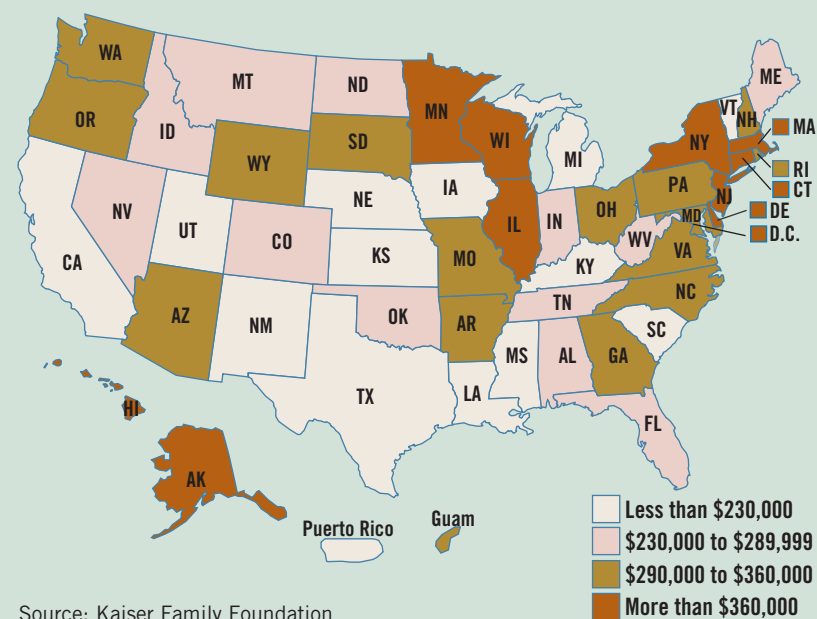 WA
MT
ND
MN
ME
VT
NH
OR
ID
SD
WI
NY
MA
WY
MI
RI
CT
NV
UT
NE
IA
PA
NJ
DE
IL
IN
OH
MD
D.C.
CO
KS
MO
WV
VA
CA
KY
NC
AZ
NM
OK
AR
TN
SC
MS
AL
GA
TX
LA
FL
HI
AK
Puerto Rico
Guam
Less than $230,000
$230,000 to $289,999
$290,000 to $360,000
More than $360,000
Source: Kaiser Family Foundation